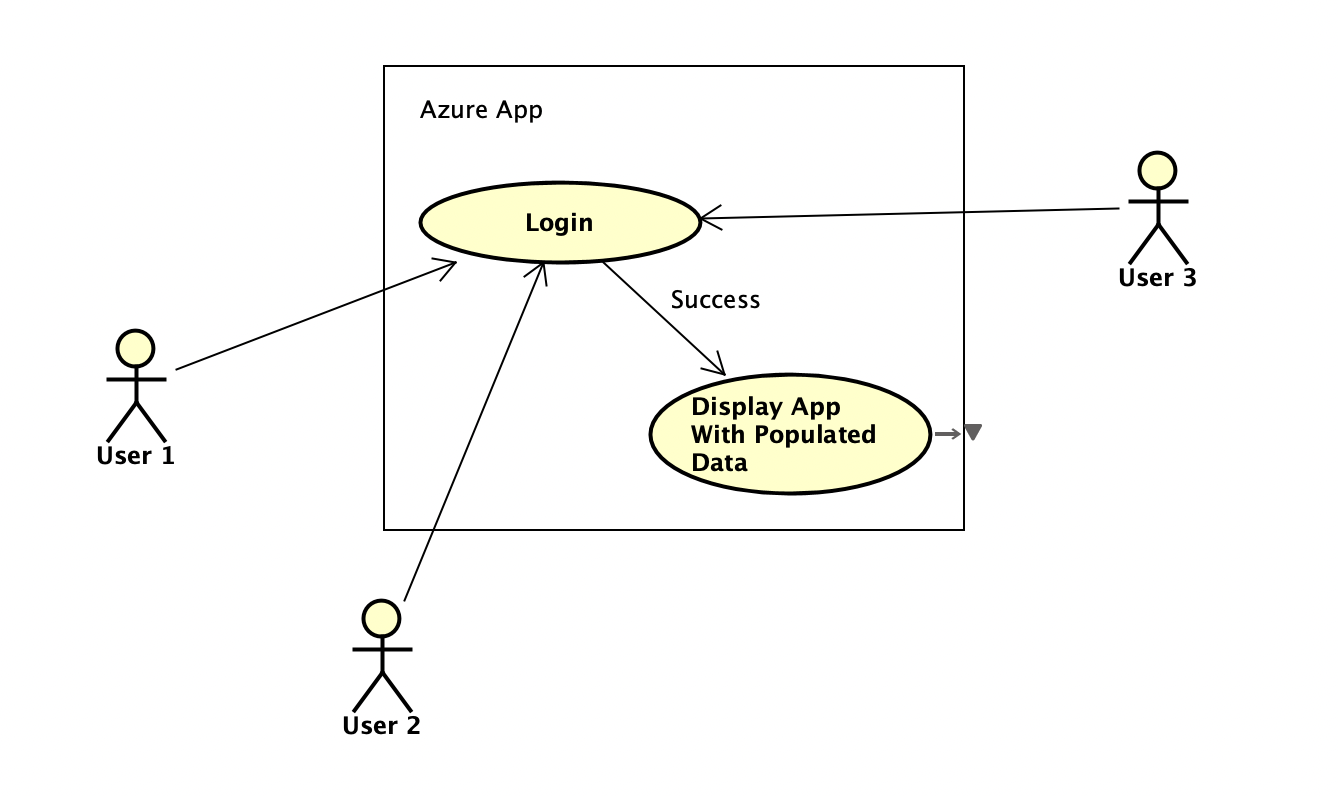 Azure App
Login
User 3
Success
Display App
With Populated
Data
User 1
User 2